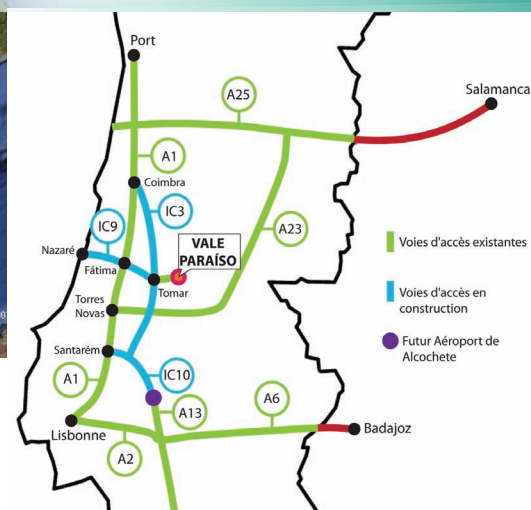 Port
Salamanca
A25
A1
Coimbra
IC3
IC9
A23
VALE
PARAÍSO
Nazaré
Fátima
Tomar
Torres
Novas
Santarém
A1
IC10
A13
A6
Lisbonne
A2
Badajoz
Voies d'accès existantes
Voies d'accès en
construction
Futur Aéroport de
Alcochete